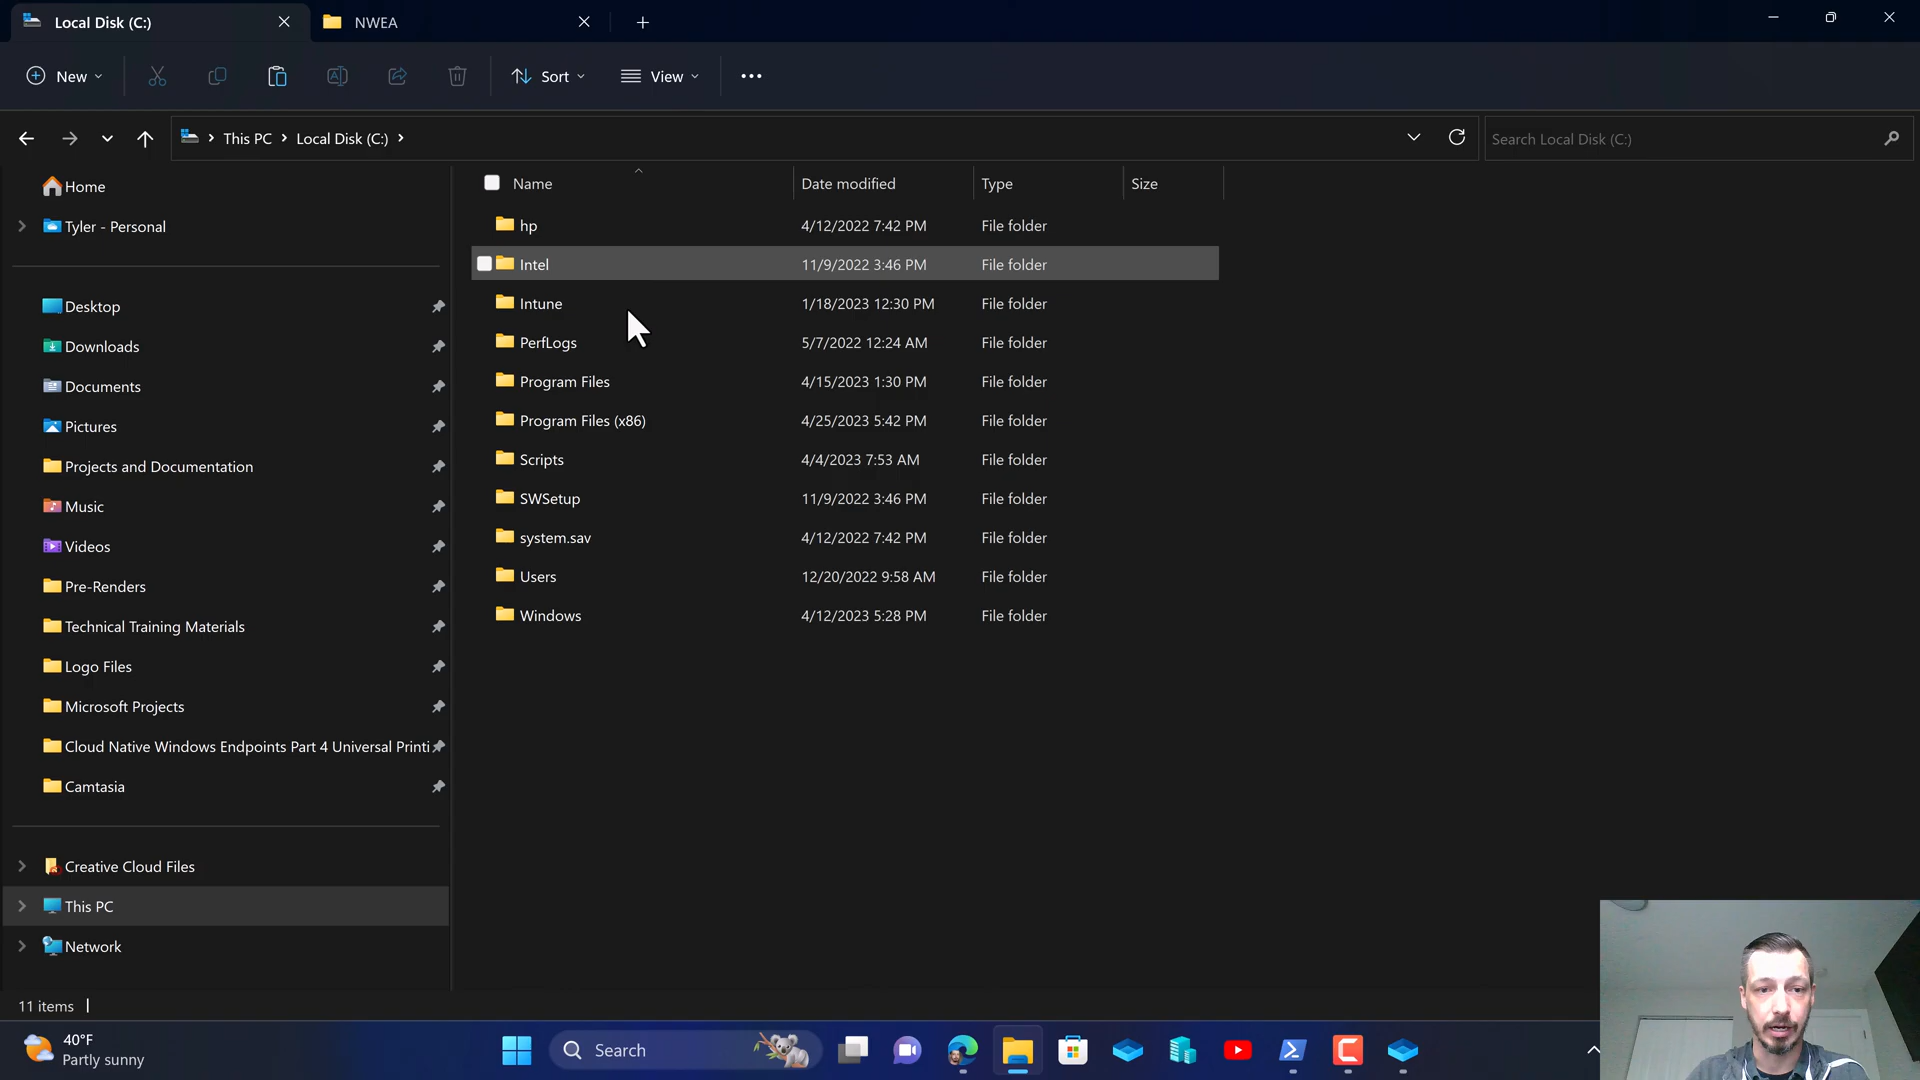 Local Disk (C:)
NWEA
New
Sort
View
This PC
Local Disk (C:)
Search Local Disk (C:)
Home
Tyler - Personal
Desktop
Downloads
Documents
Pictures
Projects and Documentation
Music
Videos
Pre-Renders
Technical Training Materials
Logo Files
Microsoft Projects
Cloud Native Windows Endpoints Part 4 Universal Printi
Camtasia
Creative Cloud Files
This PC
Network
Name Date modified Type Size
hp 4/12/2022 7:42 PM File folder
Intel 11/9/2022 3:46 PM File folder
Intune 1/18/2023 12:30 PM File folder
PerfLogs 5/7/2022 12:24 AM File folder
Program Files 4/15/2023 1:30 PM File folder
Program Files (x86) 4/25/2023 5:42 PM File folder
Scripts 4/4/2023 7:53 AM File folder
SWSetup 11/9/2022 3:46 PM File folder
system.sav 4/12/2022 7:42 PM File folder
Users 12/20/2022 9:58 AM File folder
Windows 4/12/2023 5:28 PM File folder
11 items
40°F
Partly sunny
Search